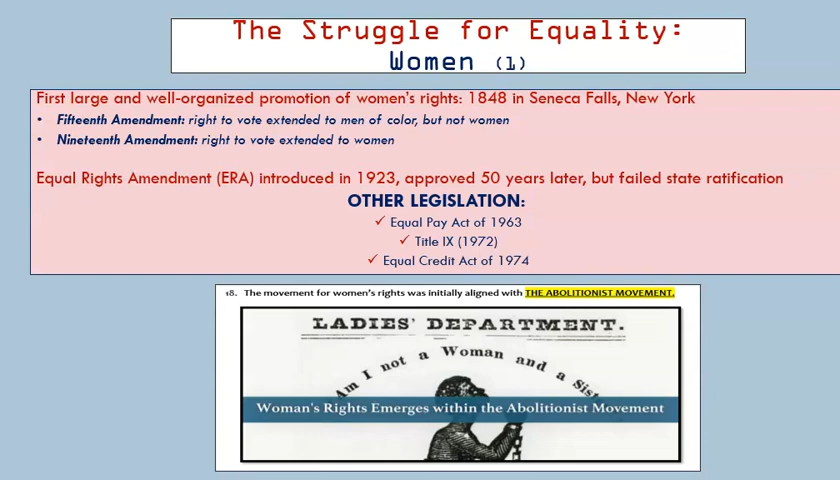 The Struggle for Equality:
Women (1)
First large and well-organized promotion of women's rights: 1848 in Seneca Falls, New York
• Fifteenth Amendment: right to vote extended to men of color, but not women
• Nineteenth Amendment: right to vote extended to women
Equal Rights Amendment (ERA) introduced in 1923, approved 50 years later, but failed state ratification
OTHER LEGISLATION:
✓ Equal Pay Act of 1963
✓ Title IX (1972)
✓ Equal Credit Act of 1974
18. The movement for women's rights was initially aligned with THE ABOLITIONIST MOVEMENT.
LADIES' DEPARTMENT.
Am I not a Woman and a Sist
Woman's Rights Emerges within the Abolitionist Movement